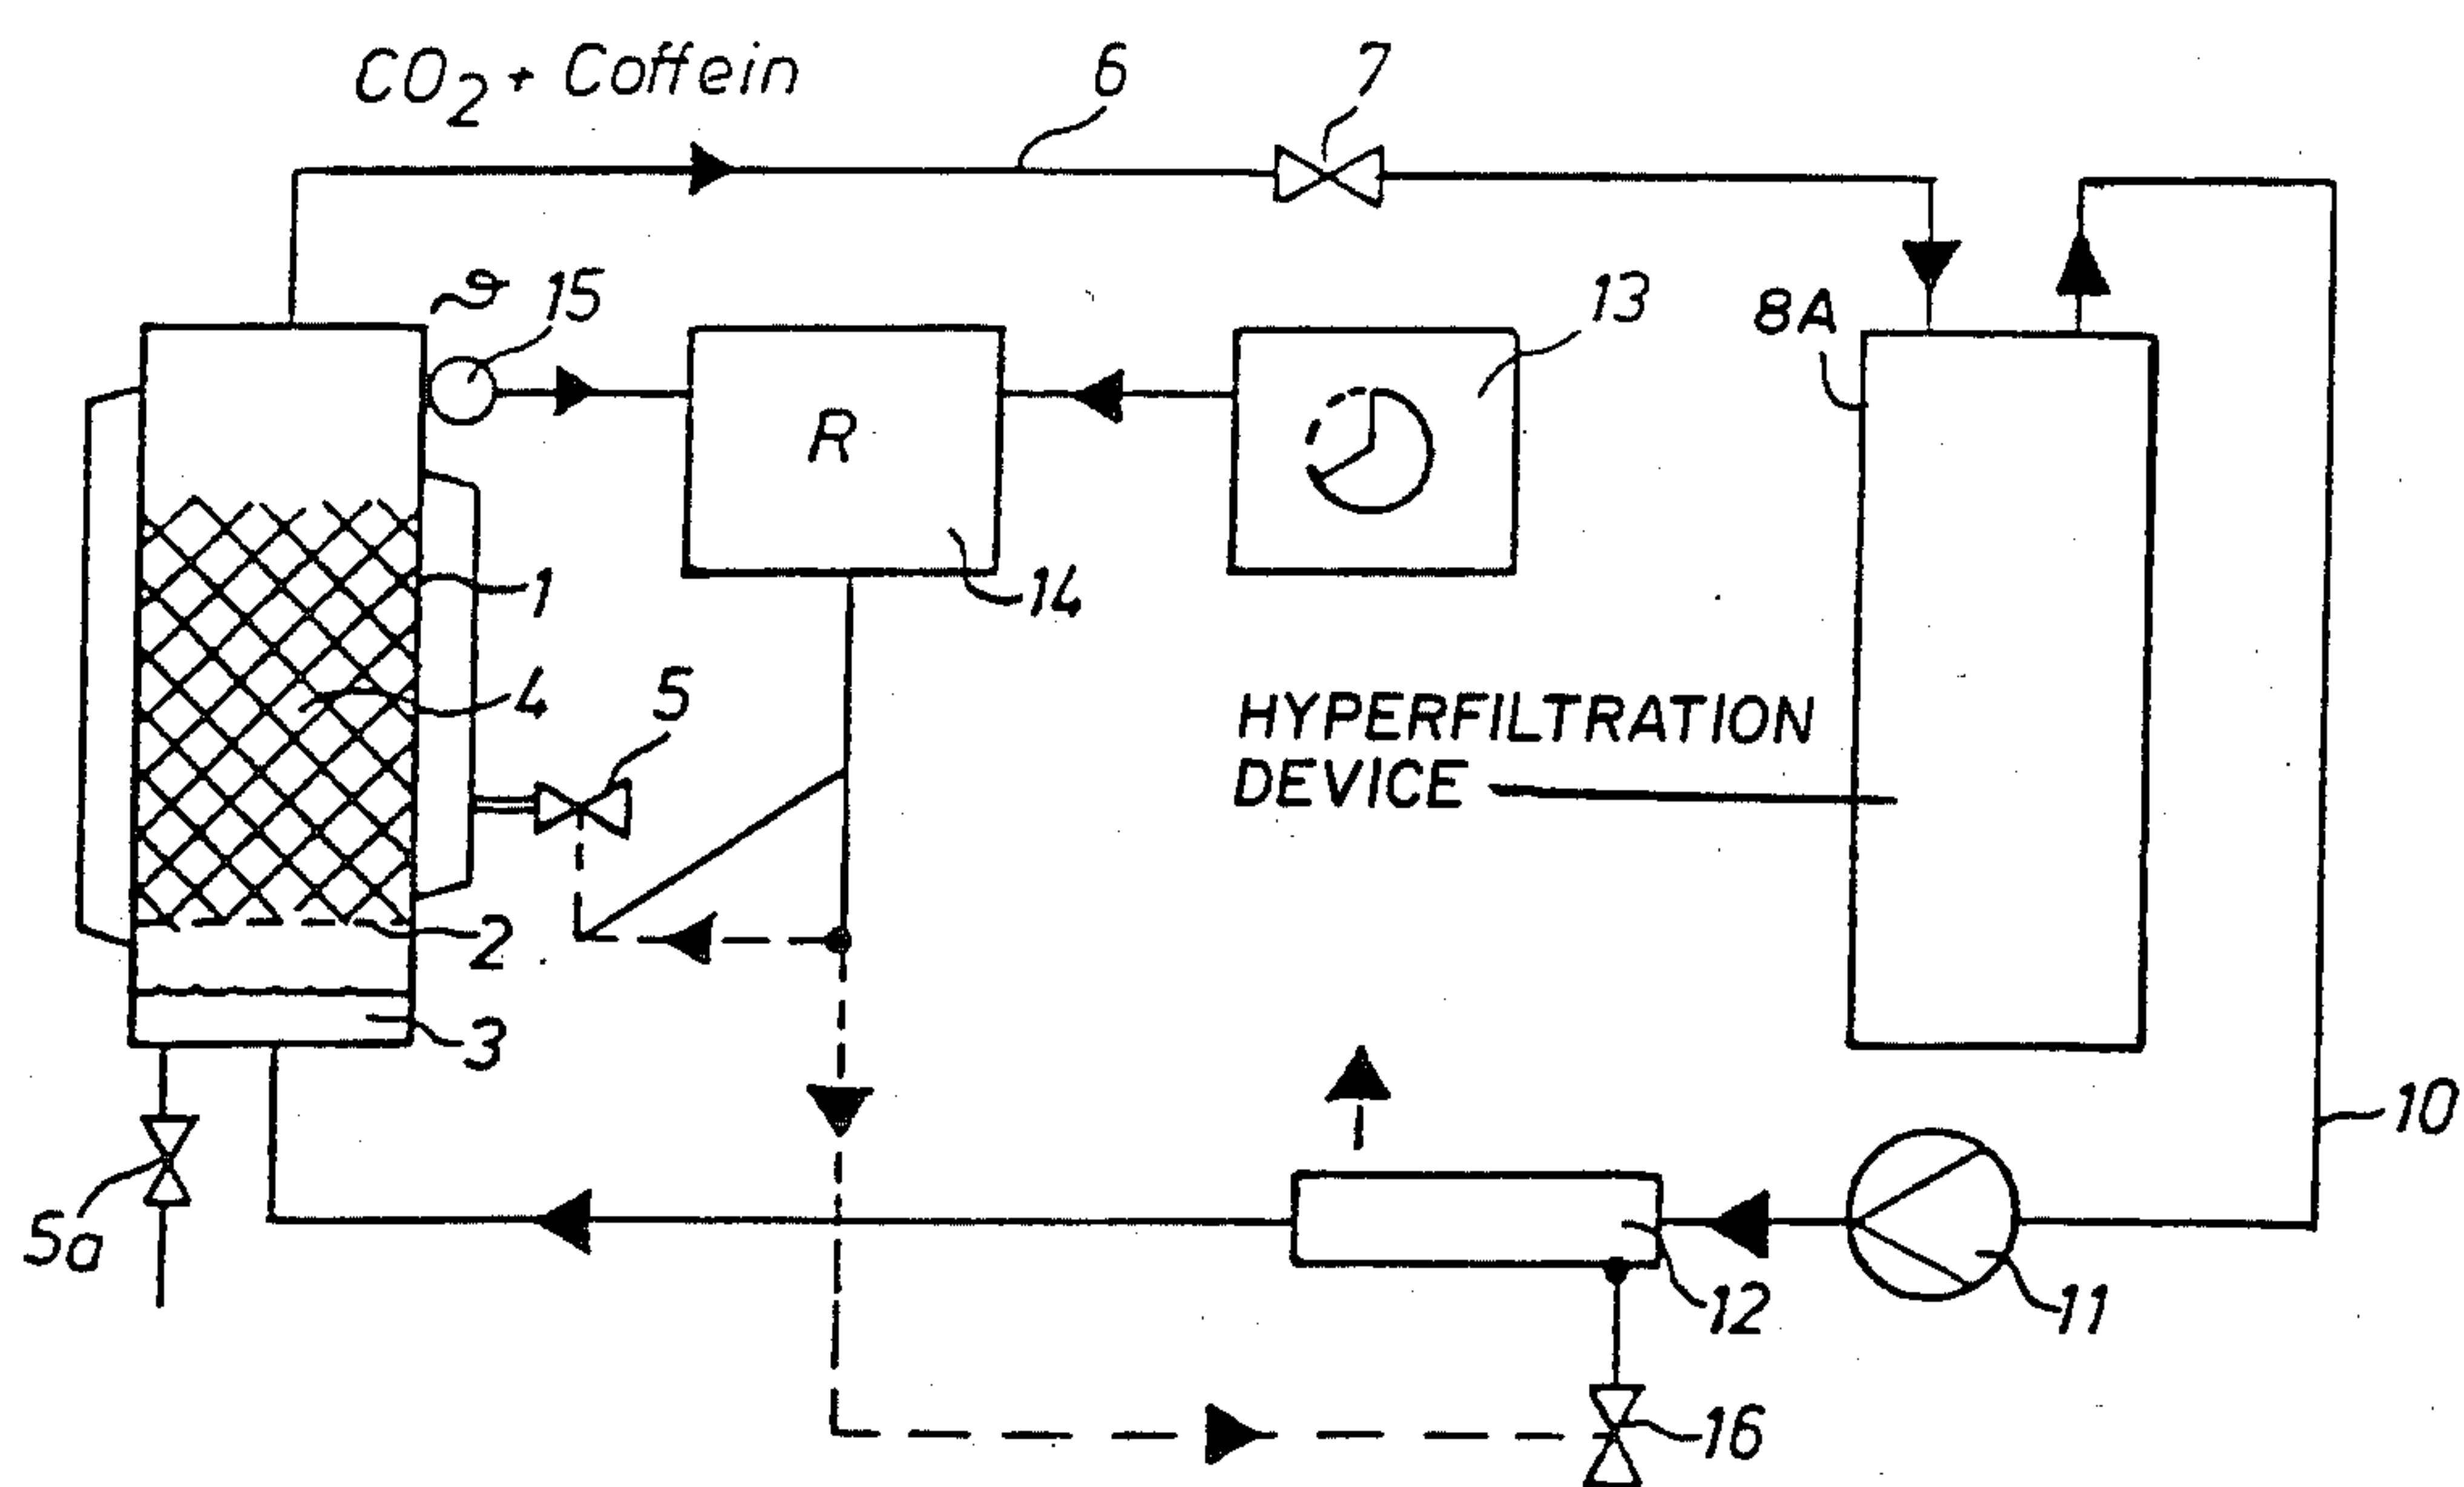 CO2 + Coffein
6
7
ϑ
15
13
8A
R
1
14
4
5
HYPERFILTRATION
DEVICE
2
3
10
5a
12
11
16